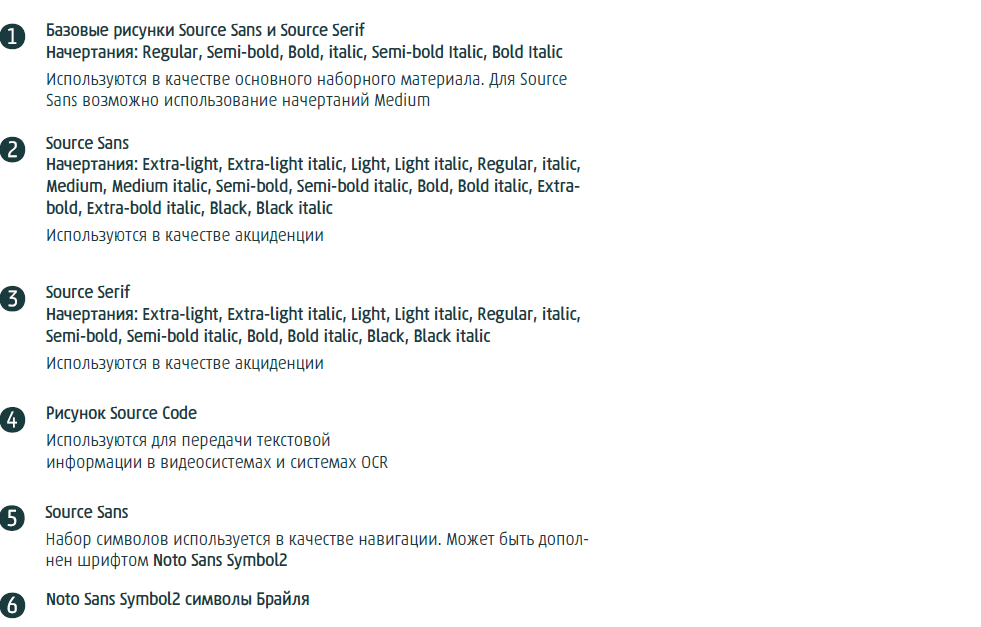 1 Базовые рисунки Source Sans и Source Serif
Начертания: Regular, Semi-bold, Bold, italic, Semi-bold Italic, Bold Italic
Используются в качестве основного наборного материала. Для Source
Sans возможно использование начертаний Medium
2 Source Sans
Начертания: Extra-light, Extra-light italic, Light, Light italic, Regular, italic,
Medium, Medium italic, Semi-bold, Semi-bold italic, Bold, Bold italic, Extra-
bold, Extra-bold italic, Black, Black italic
Используются в качестве акциденции
3 Source Serif
Начертания: Extra-light, Extra-light italic, Light, Light italic, Regular, italic,
Semi-bold, Semi-bold italic, Bold, Bold italic, Black, Black italic
Используются в качестве акциденции
4 Рисунок Source Code
Используются для передачи текстовой
информации в видеосистемах и системах OCR
5 Source Sans
Набор символов используется в качестве навигации. Может быть допол-
нен шрифтом Noto Sans Symbol2
6 Noto Sans Symbol2 символы Брайля